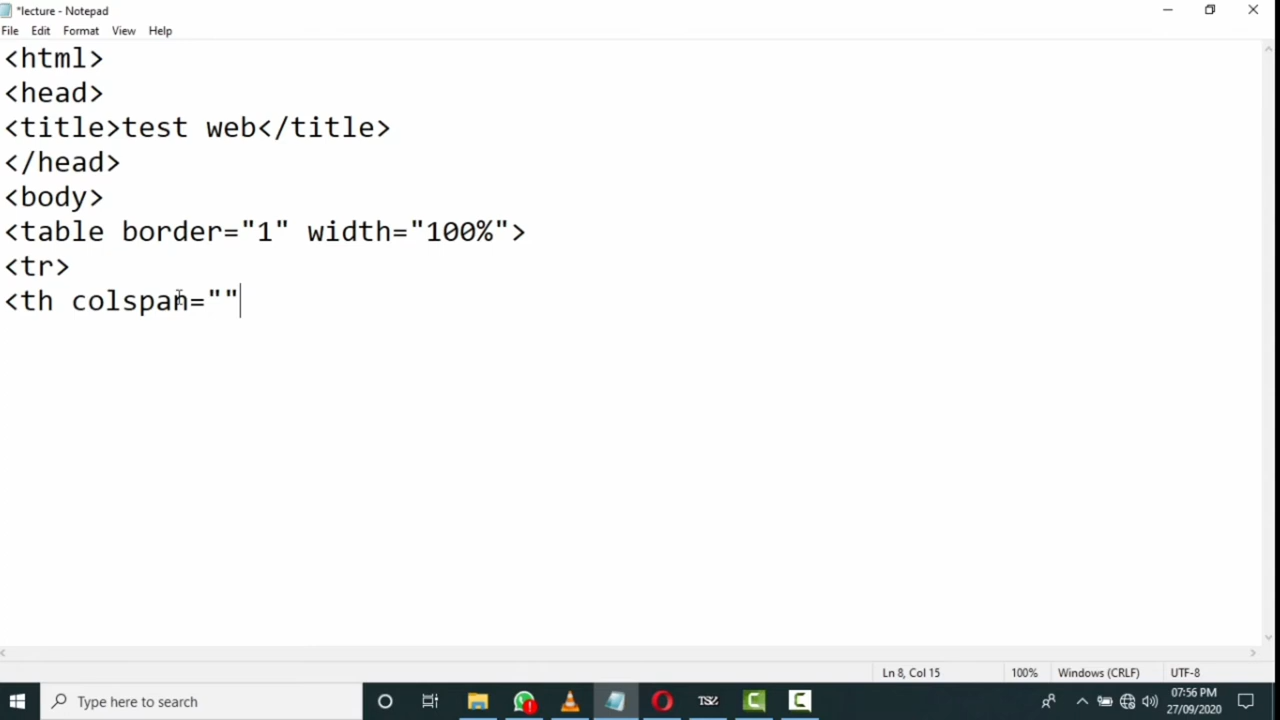 *lecture - Notepad
File Edit Format View Help
<html>
<head>
<title>test web</title>
</head>
<body>
<table border="1" width="100%">
<tr>
<th colspan=""
Ln 8, Col 15 100% Windows (CRLF) UTF-8
Type here to search
TSZ
07:56 PM
27/09/2020